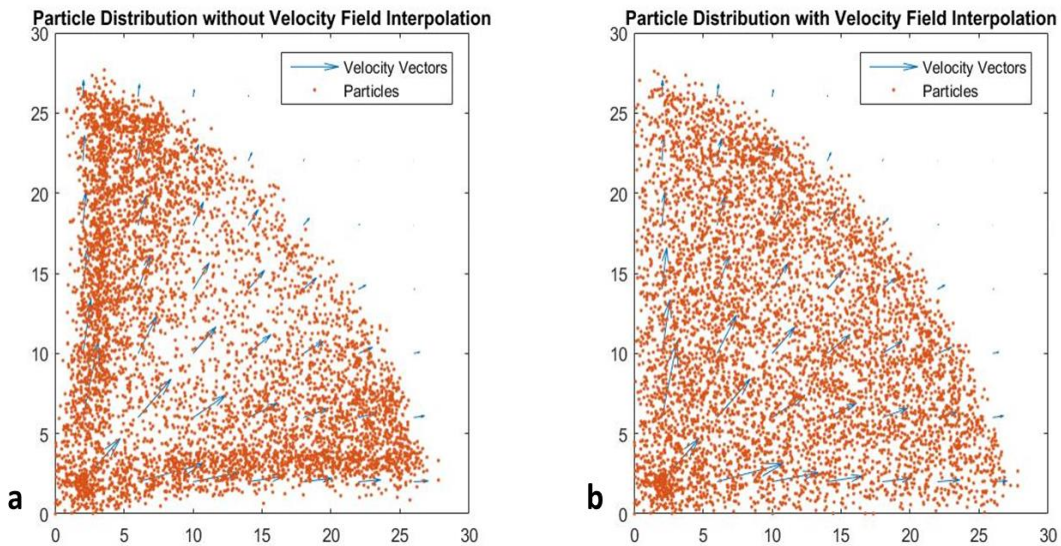 Particle Distribution without Velocity Field Interpolation
30
25
20
15
10
5
0
0 5 10 15 20 25 30
Velocity Vectors
Particles
a
Particle Distribution with Velocity Field Interpolation
30
25
20
15
10
5
0
0 5 10 15 20 25 30
Velocity Vectors
Particles
b